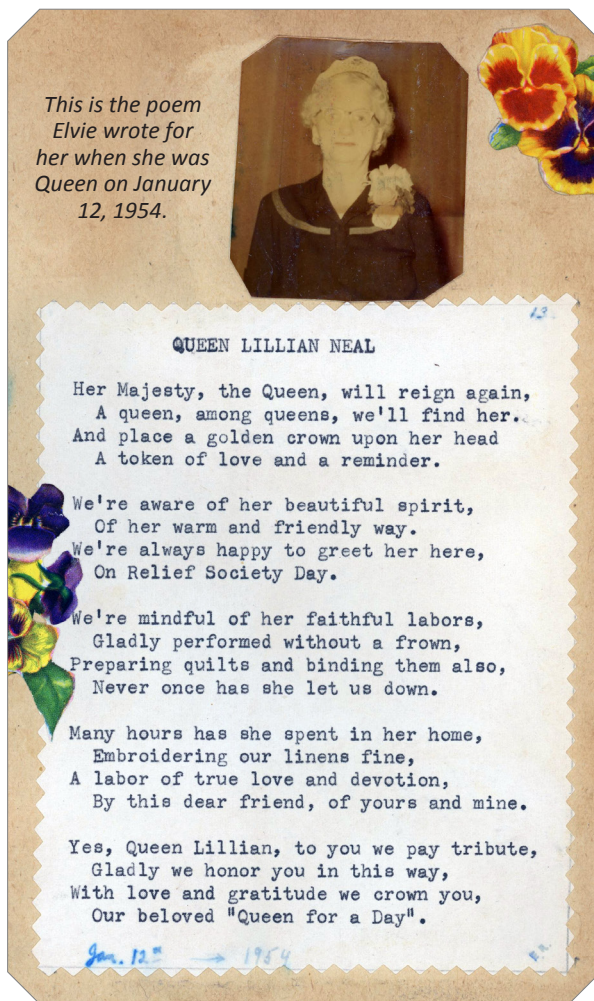 This is the poem
Elvie wrote for
her when she was
Queen on January
12, 1954.
13
QUEEN LILLIAN NEAL
Her Majesty, the Queen, will reign again,
A queen, among queens, we'll find her.
And place a golden crown upon her head
A token of love and a reminder.
We're aware of her beautiful spirit,
Of her warm and friendly way.
We're always happy to greet her here,
On Relief Society Day.
We're mindful of her faithful labors,
Gladly performed without a frown,
Preparing quilts and binding them also,
Never once has she let us down.
Many hours has she spent in her home,
Embroidering our linens fine,
A labor of true love and devotion,
By this dear friend, of yours and mine.
Yes, Queen Lillian, to you we pay tribute,
Gladly we honor you in this way,
With love and gratitude we crown you,
Our beloved "Queen for a Day".
Jan. 12th → 1954